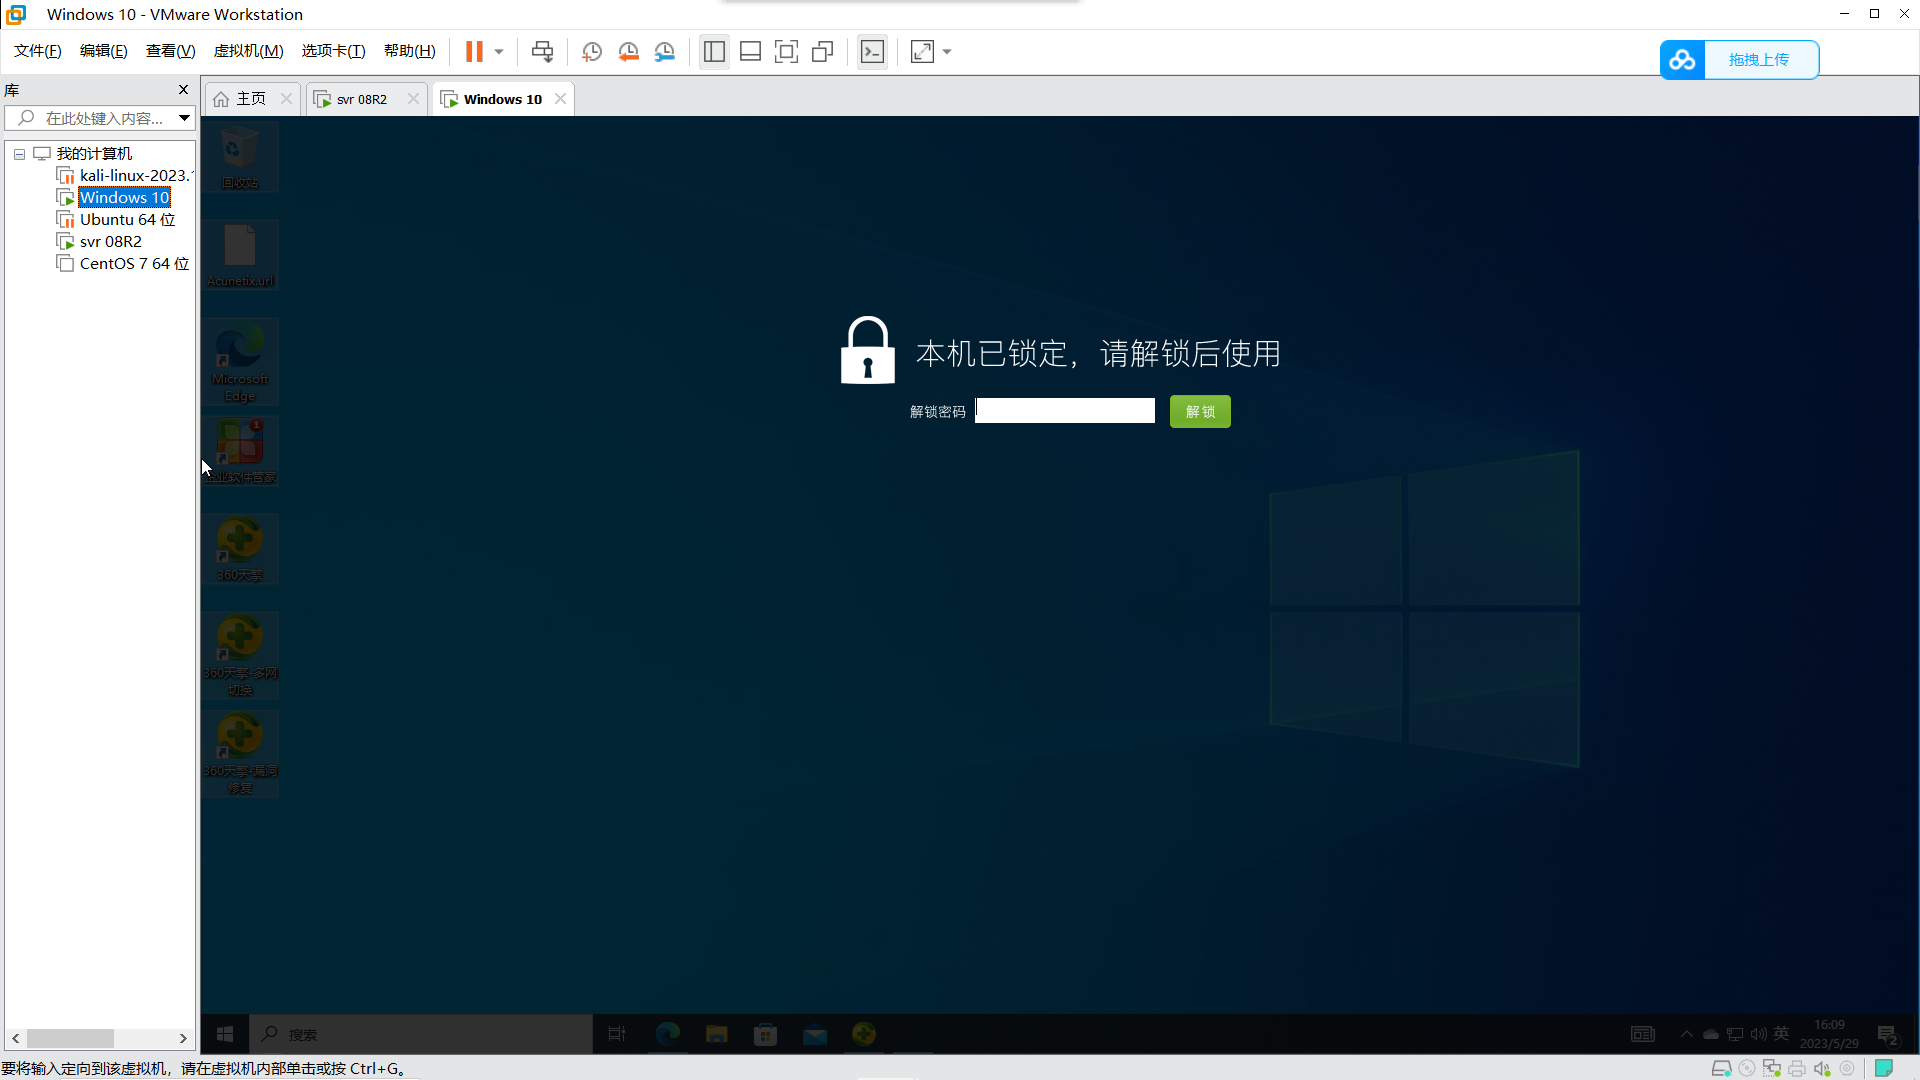 Windows 10 - VMware Workstation
文件(F) 编辑(E) 查看(V) 虚拟机(M) 选项卡(T) 帮助(H)
拖拽上传
库
在此处键入内容...
主页
svr 08R2
Windows 10
我的计算机
kali-linux-2023.
Windows 10
Ubuntu 64 位
svr 08R2
CentOS 7 64 位
回收站
Acunetix.url
Microsoft
Edge
1
企业软件管家
360天擎
360天擎-多网
切换
360天擎-漏洞
修复
本机已锁定，请解锁后使用
解锁密码
解锁
搜索
英
16:09
2023/5/29
2
要将输入定向到该虚拟机，请在虚拟机内部单击或按 Ctrl+G。